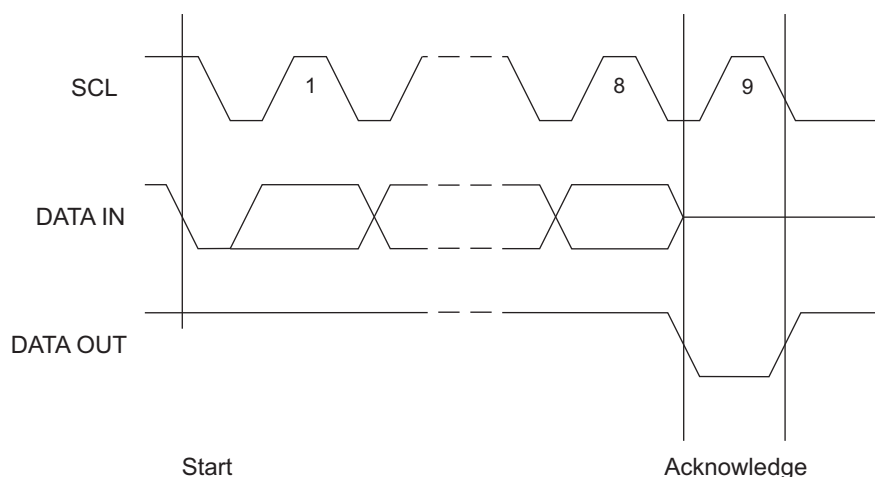 SCL
1
8
9
DATA IN
DATA OUT
Start
Acknowledge